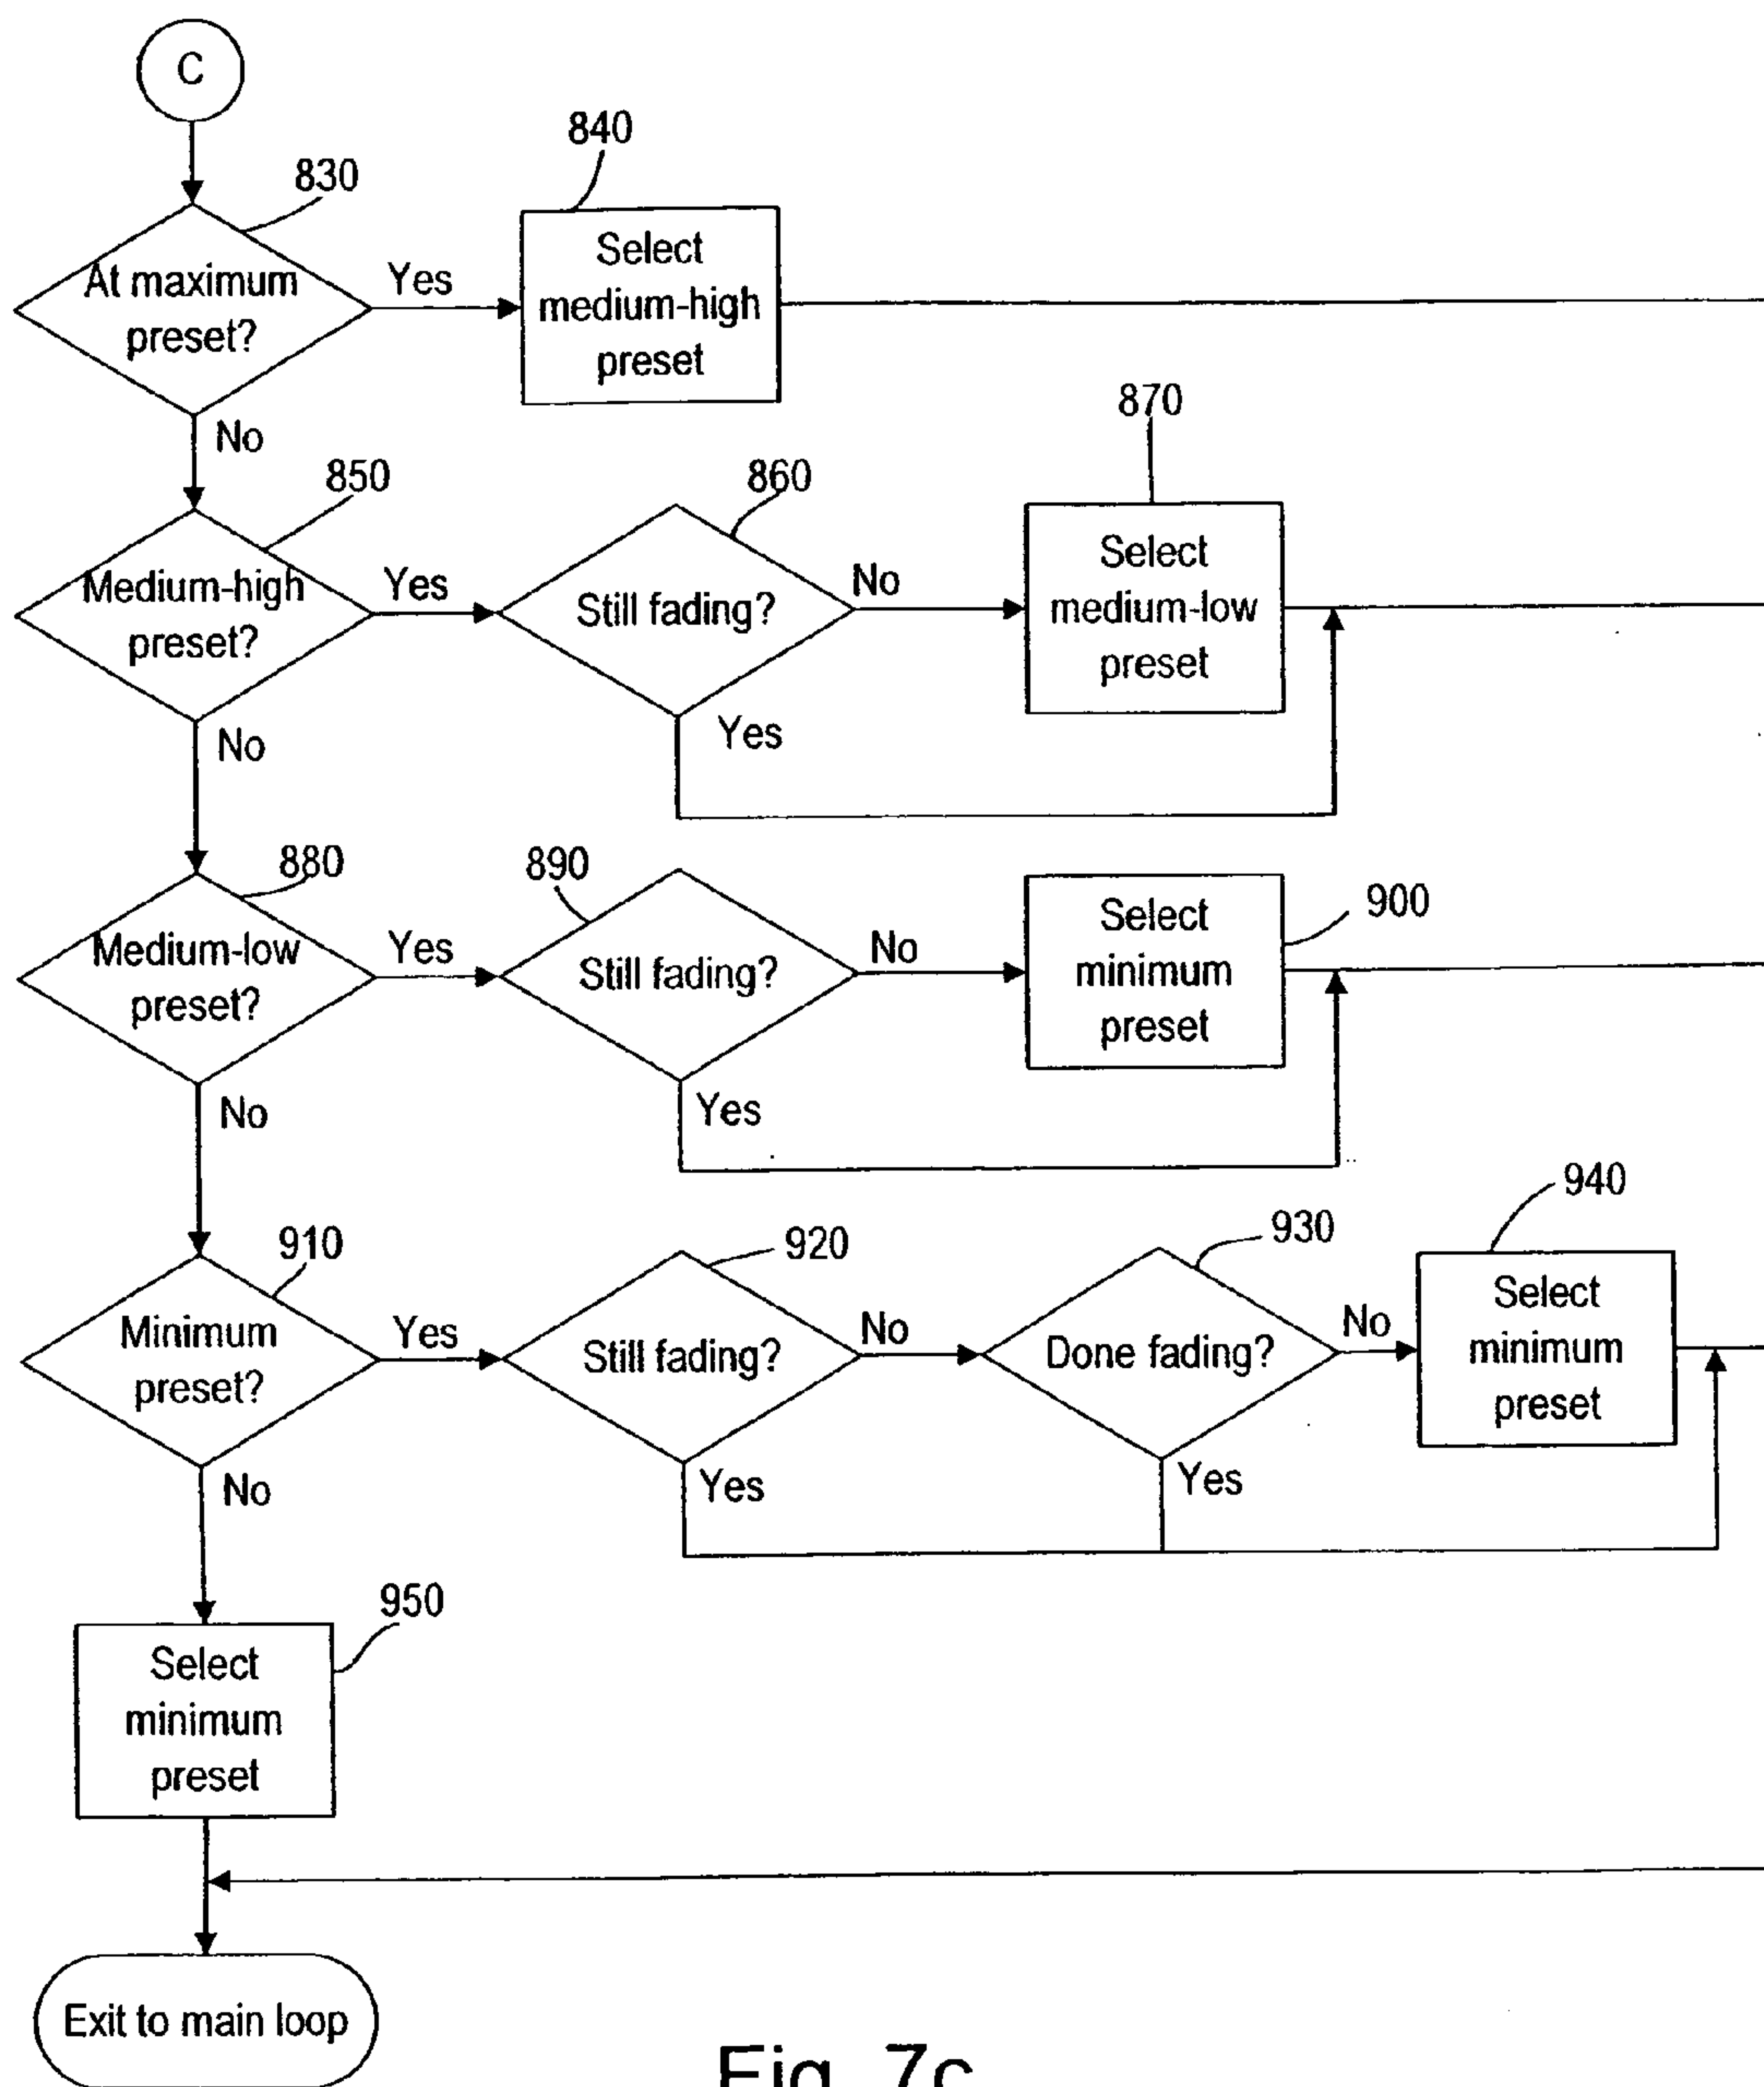 C
830
840
At maximum
preset?
Yes
Select
medium-high
preset
No
850
860
870
Medium-high
preset?
Yes
Still fading?
No
Select
medium-low
preset
Yes
No
880
890
900
Medium-low
preset?
Yes
Still fading?
No
Select
minimum
preset
Yes
No
910
920
930
940
Minimum
preset?
Yes
Still fading?
No
Done fading?
No
Select
minimum
preset
Yes
Yes
No
950
Select
minimum
preset
Exit to main loop
Fig. 7c